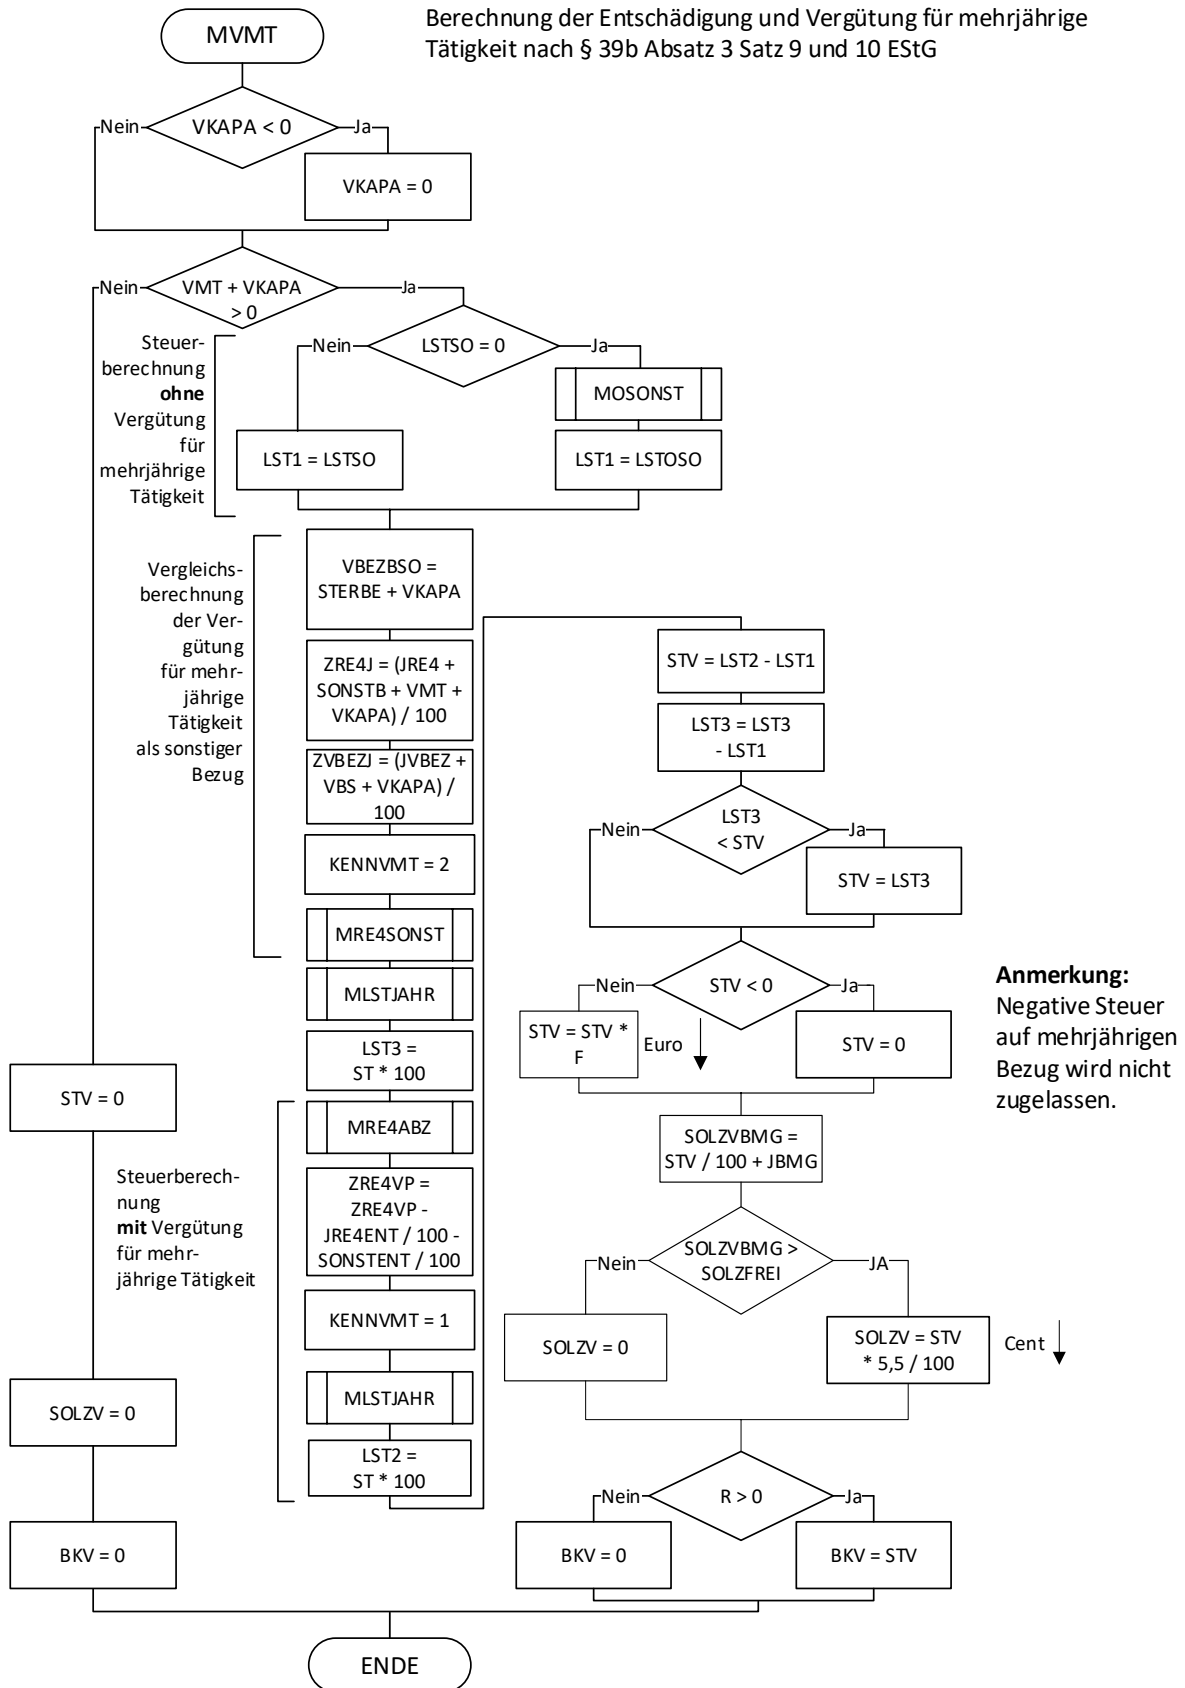 Berechnung der Entschädigung und Vergütung für mehrjährige
Tätigkeit nach § 39b Absatz 3 Satz 9 und 10 EStG
MVMT
Nein
VKAPA < 0
Ja
VKAPA = 0
Nein
VMT + VKAPA
> 0
Ja
Steuer-
berechnung
ohne
Vergütung
für
mehrjährige
Tätigkeit
Nein
LSTSO = 0
Ja
MOSONST
LST1 = LSTSO
LST1 = LSTOSO
Vergleichs-
berechnung
der Ver-
gütung
für mehr-
jährige
Tätigkeit
als sonstiger
Bezug
VBEZBSO =
STERBE + VKAPA
ZRE4J = (JRE4 +
SONSTB + VMT +
VKAPA) / 100
ZVBEZJ = (JVBEZ +
VBS + VKAPA) /
100
KENNVMT = 2
MRE4SONST
MLSTJAHR
LST3 =
ST * 100
STV = 0
MRE4ABZ
Steuerberech-
nung
mit Vergütung
für mehr-
jährige Tätigkeit
ZRE4VP =
ZRE4VP -
JRE4ENT / 100 -
SONSTENT / 100
KENNVMT = 1
MLSTJAHR
LST2 =
ST * 100
SOLZV = 0
BKV = 0
STV = LST2 - LST1
LST3 = LST3
- LST1
Nein
LST3
< STV
Ja
STV = LST3
Nein
STV < 0
Ja
STV = STV *
F
Euro
STV = 0
Anmerkung:
Negative Steuer
auf mehrjährigen
Bezug wird nicht
zugelassen.
SOLZVBMG =
STV / 100 + JBMG
Nein
SOLZVBMG >
SOLZFREI
JA
SOLZV = 0
SOLZV = STV
* 5,5 / 100
Cent
Nein
R > 0
Ja
BKV = 0
BKV = STV
ENDE